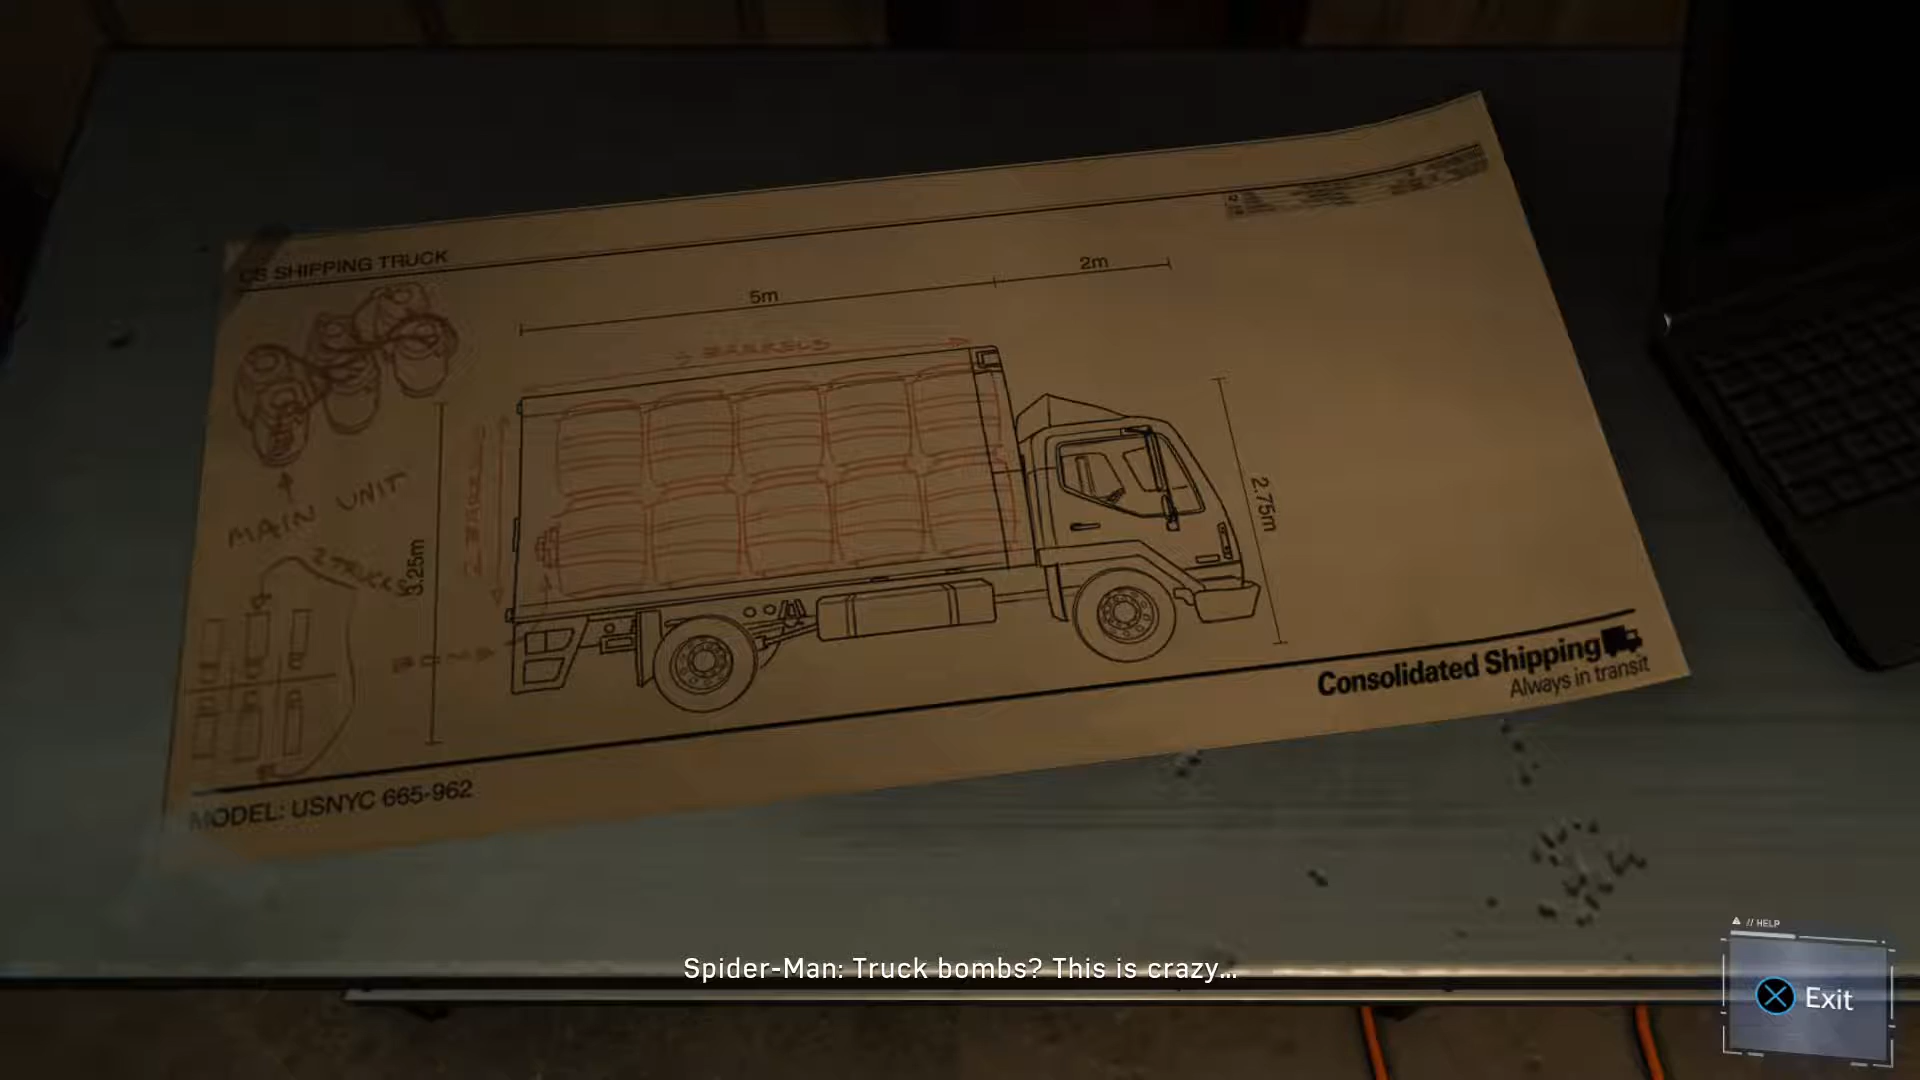 CS SHIPPING TRUCK
5m
2m
5 BARRELS
MAIN UNIT
2 TRUCKS
3.25m
2.75m
Consolidated Shipping
Always in transit
MODEL: USNYC 665-962
Spider-Man: Truck bombs? This is crazy...
// HELP
Exit